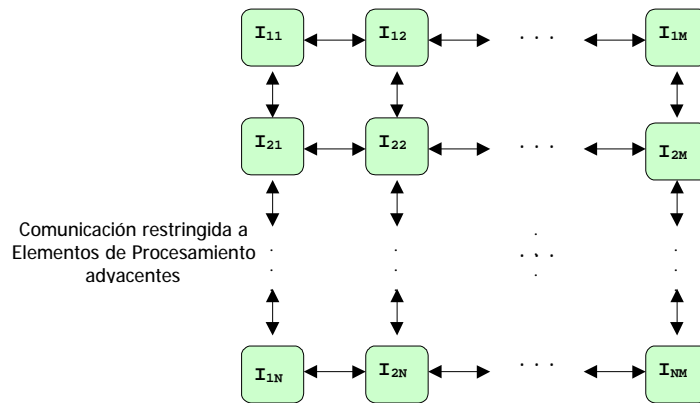 I11 I12 . . . I1M
I21 I22 . . . I2M
Comunicación restringida a
Elementos de Procesamiento
adyacentes
I1N I2N . . . INM